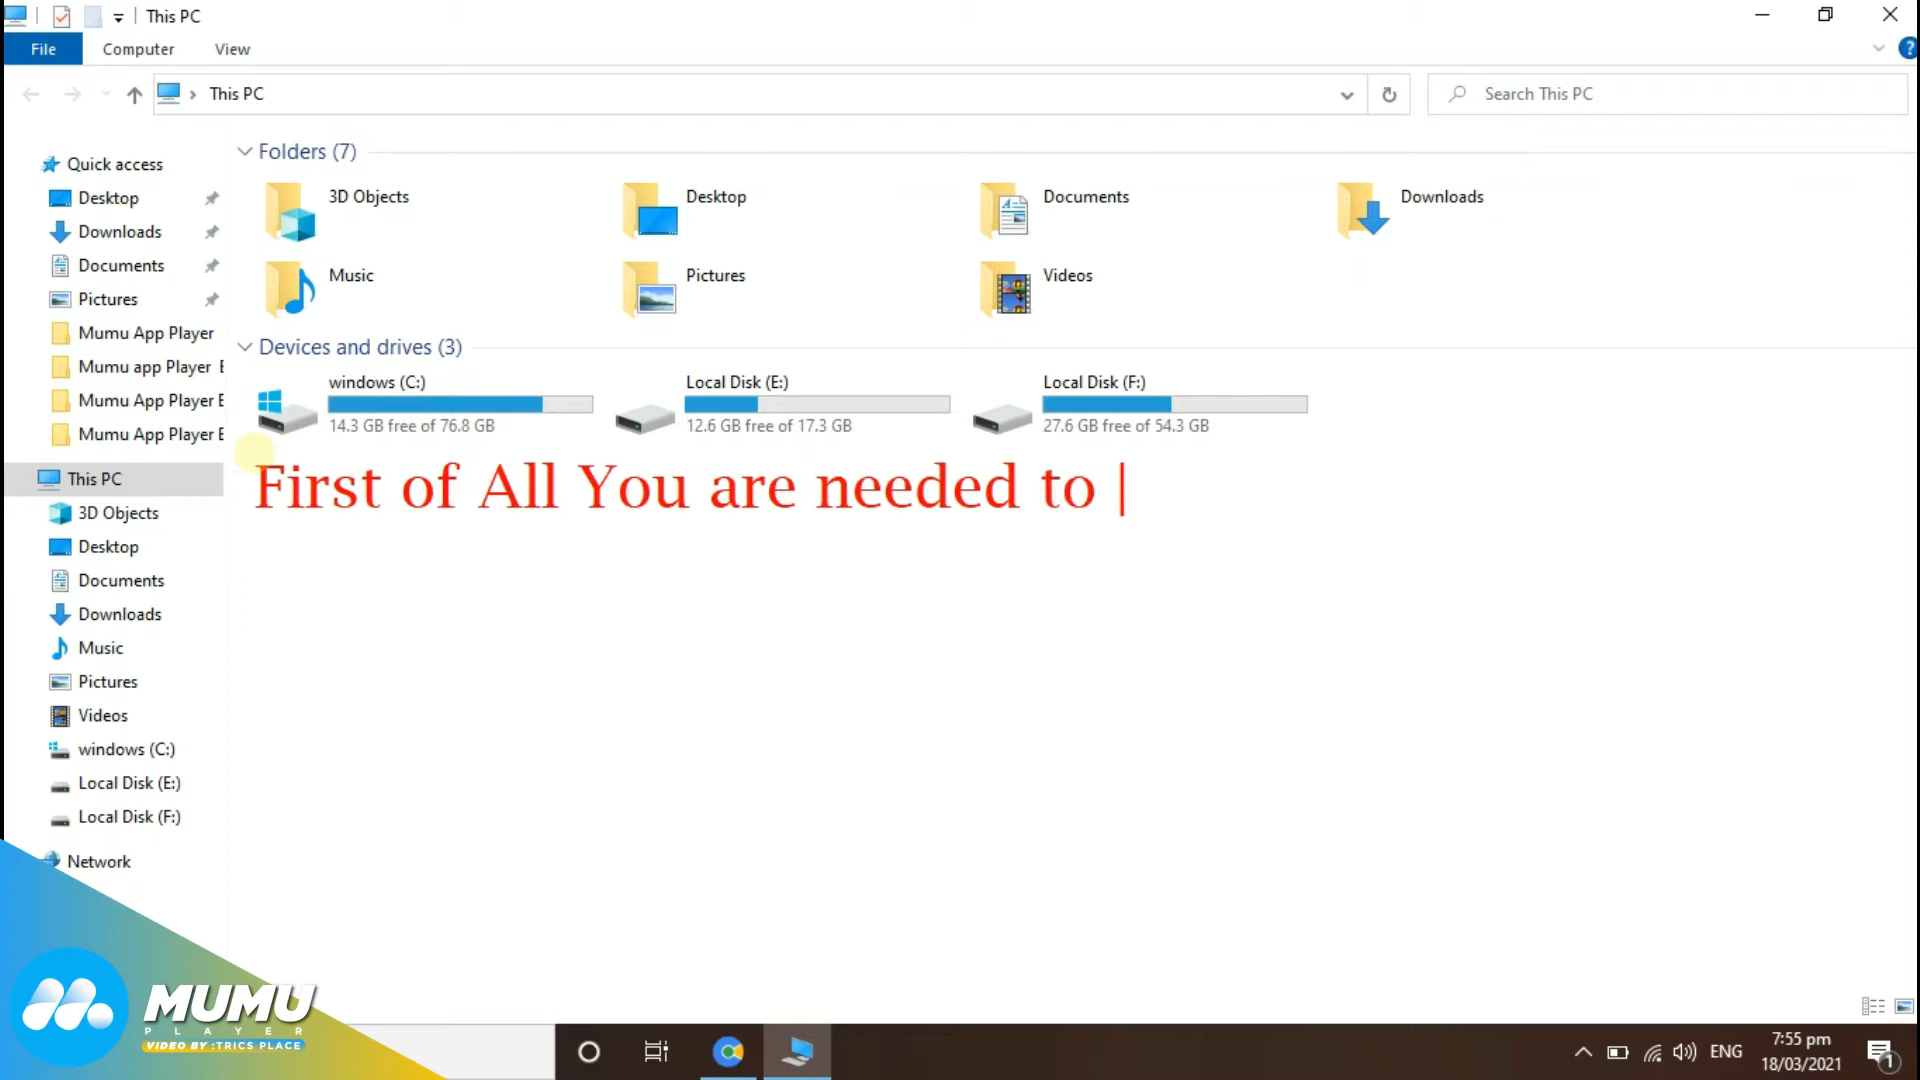 This PC
File
Computer
View
This PC
Search This PC
Quick access
Desktop
Downloads
Documents
Pictures
Mumu App Player
Mumu app Player E
Mumu App Player E
Mumu App Player E
This PC
3D Objects
Desktop
Documents
Downloads
Music
Pictures
Videos
windows (C:)
Local Disk (E:)
Local Disk (F:)
Network
Folders (7)
3D Objects
Desktop
Documents
Downloads
Music
Pictures
Videos
Devices and drives (3)
windows (C:)
14.3 GB free of 76.8 GB
Local Disk (E:)
12.6 GB free of 17.3 GB
Local Disk (F:)
27.6 GB free of 54.3 GB
First of All You are needed to |
MUMU
PLAYER
VIDEO BY :TRICS PLACE
ENG
7:55 pm
18/03/2021
1